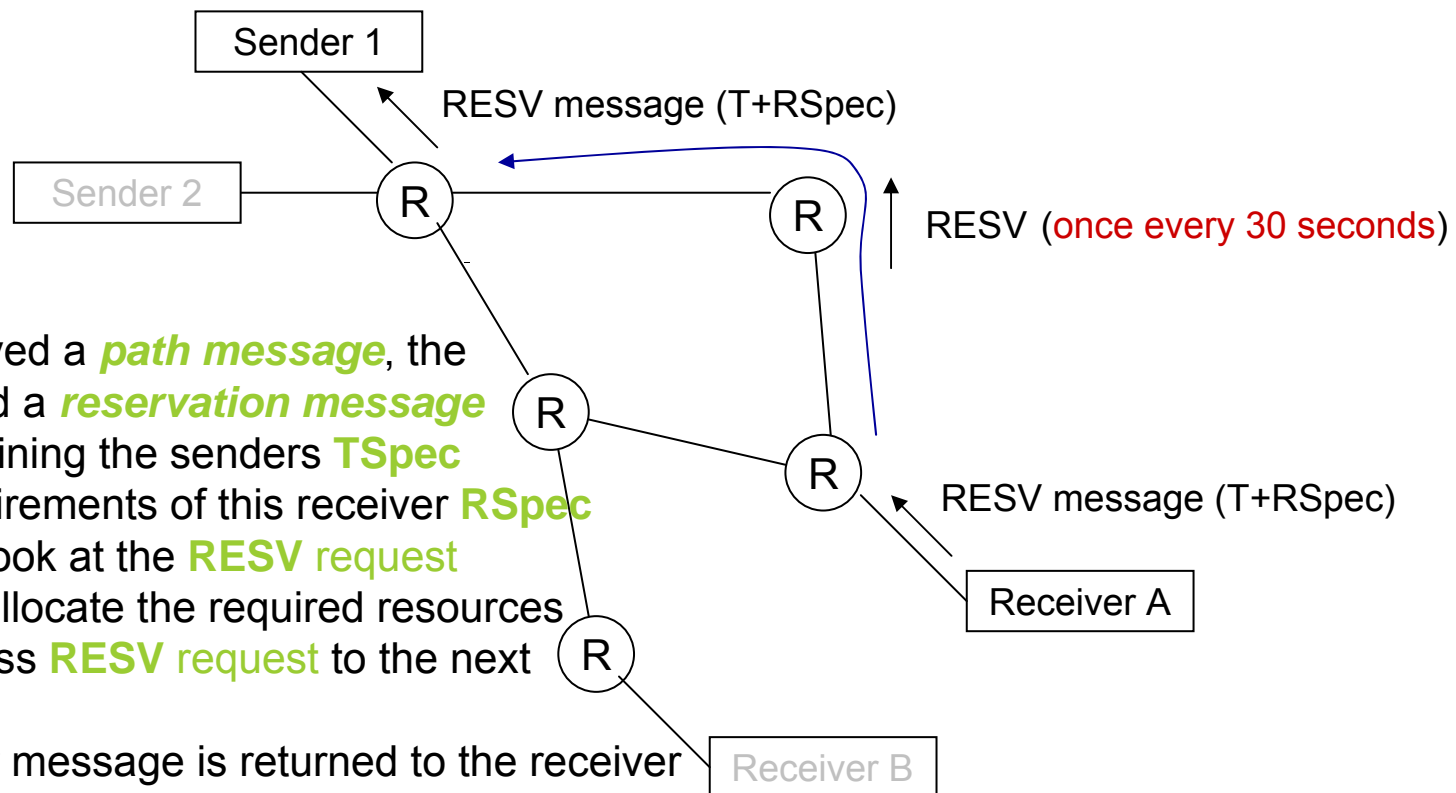 Sender 1
RESV message (T+RSpec)
Sender 2
R
R
RESV (once every 30 seconds)
ved a path message, the
d a reservation message
ining the senders TSpec
uirements of this receiver RSpec
ook at the RESV request
allocate the required resources
ss RESV request to the next
message is returned to the receiver
R
R
RESV message (T+RSpec)
Receiver A
R
Receiver B